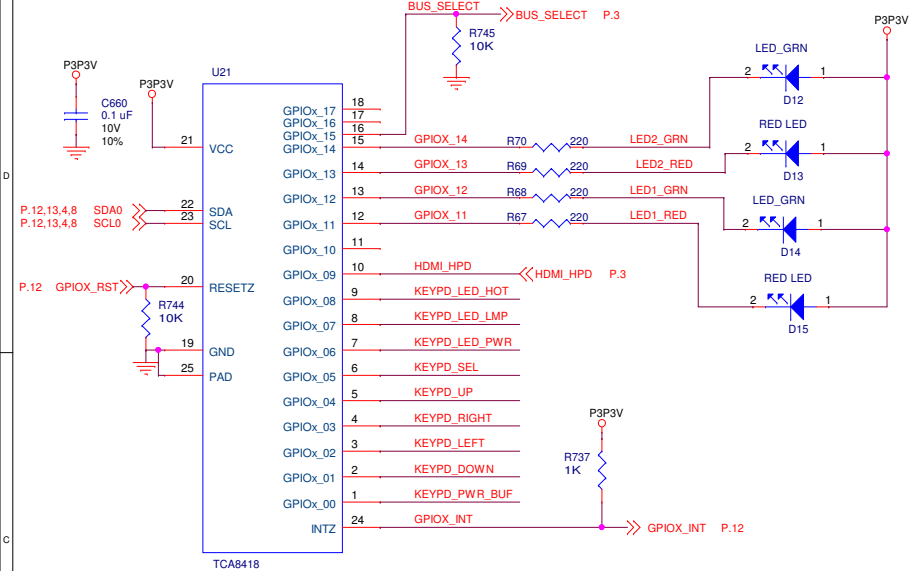 BUS_SELECT
BUS_SELECT P.3
P3P3V
R745
10K
LED_GRN
P3P3V
U21
2 1
D12
P3P3V
C660
0.1 uF
10V
10%
GPIOx_17 18
GPIOx_16 17
GPIOx_15 16
21 VCC GPIOx_14 15 GPIOX_14 R70 220 LED2_GRN
RED LED
GPIOx_13 14 GPIOX_13 R69 220 LED2_RED 2 1
D13
D
GPIOx_12 13 GPIOX_12 R68 220 LED1_GRN
LED_GRN
P.12,13,4,8 SDA0 22 SDA
P.12,13,4,8 SCL0 23 SCL GPIOx_11 12 GPIOX_11 R67 220 LED1_RED 2 1
D14
GPIOx_10 11
GPIOx_09 10 HDMI_HPD HDMI_HPD P.3
RED LED
P.12 GPIOX_RST 20 RESETZ GPIOx_08 9 KEYPD_LED_HOT 2 1
D15
R744
10K
GPIOx_07 8 KEYPD_LED_LMP
19 GND GPIOx_06 7 KEYPD_LED_PWR
25 PAD GPIOx_05 6 KEYPD_SEL
GPIOx_04 5 KEYPD_UP
P3P3V
GPIOx_03 4 KEYPD_RIGHT
GPIOx_02 3 KEYPD_LEFT
R737
1K
GPIOx_01 2 KEYPD_DOWN
GPIOx_00 1 KEYPD_PWR_BUF
INTZ 24 GPIOX_INT GPIOX_INT P.12
C
TCA8418